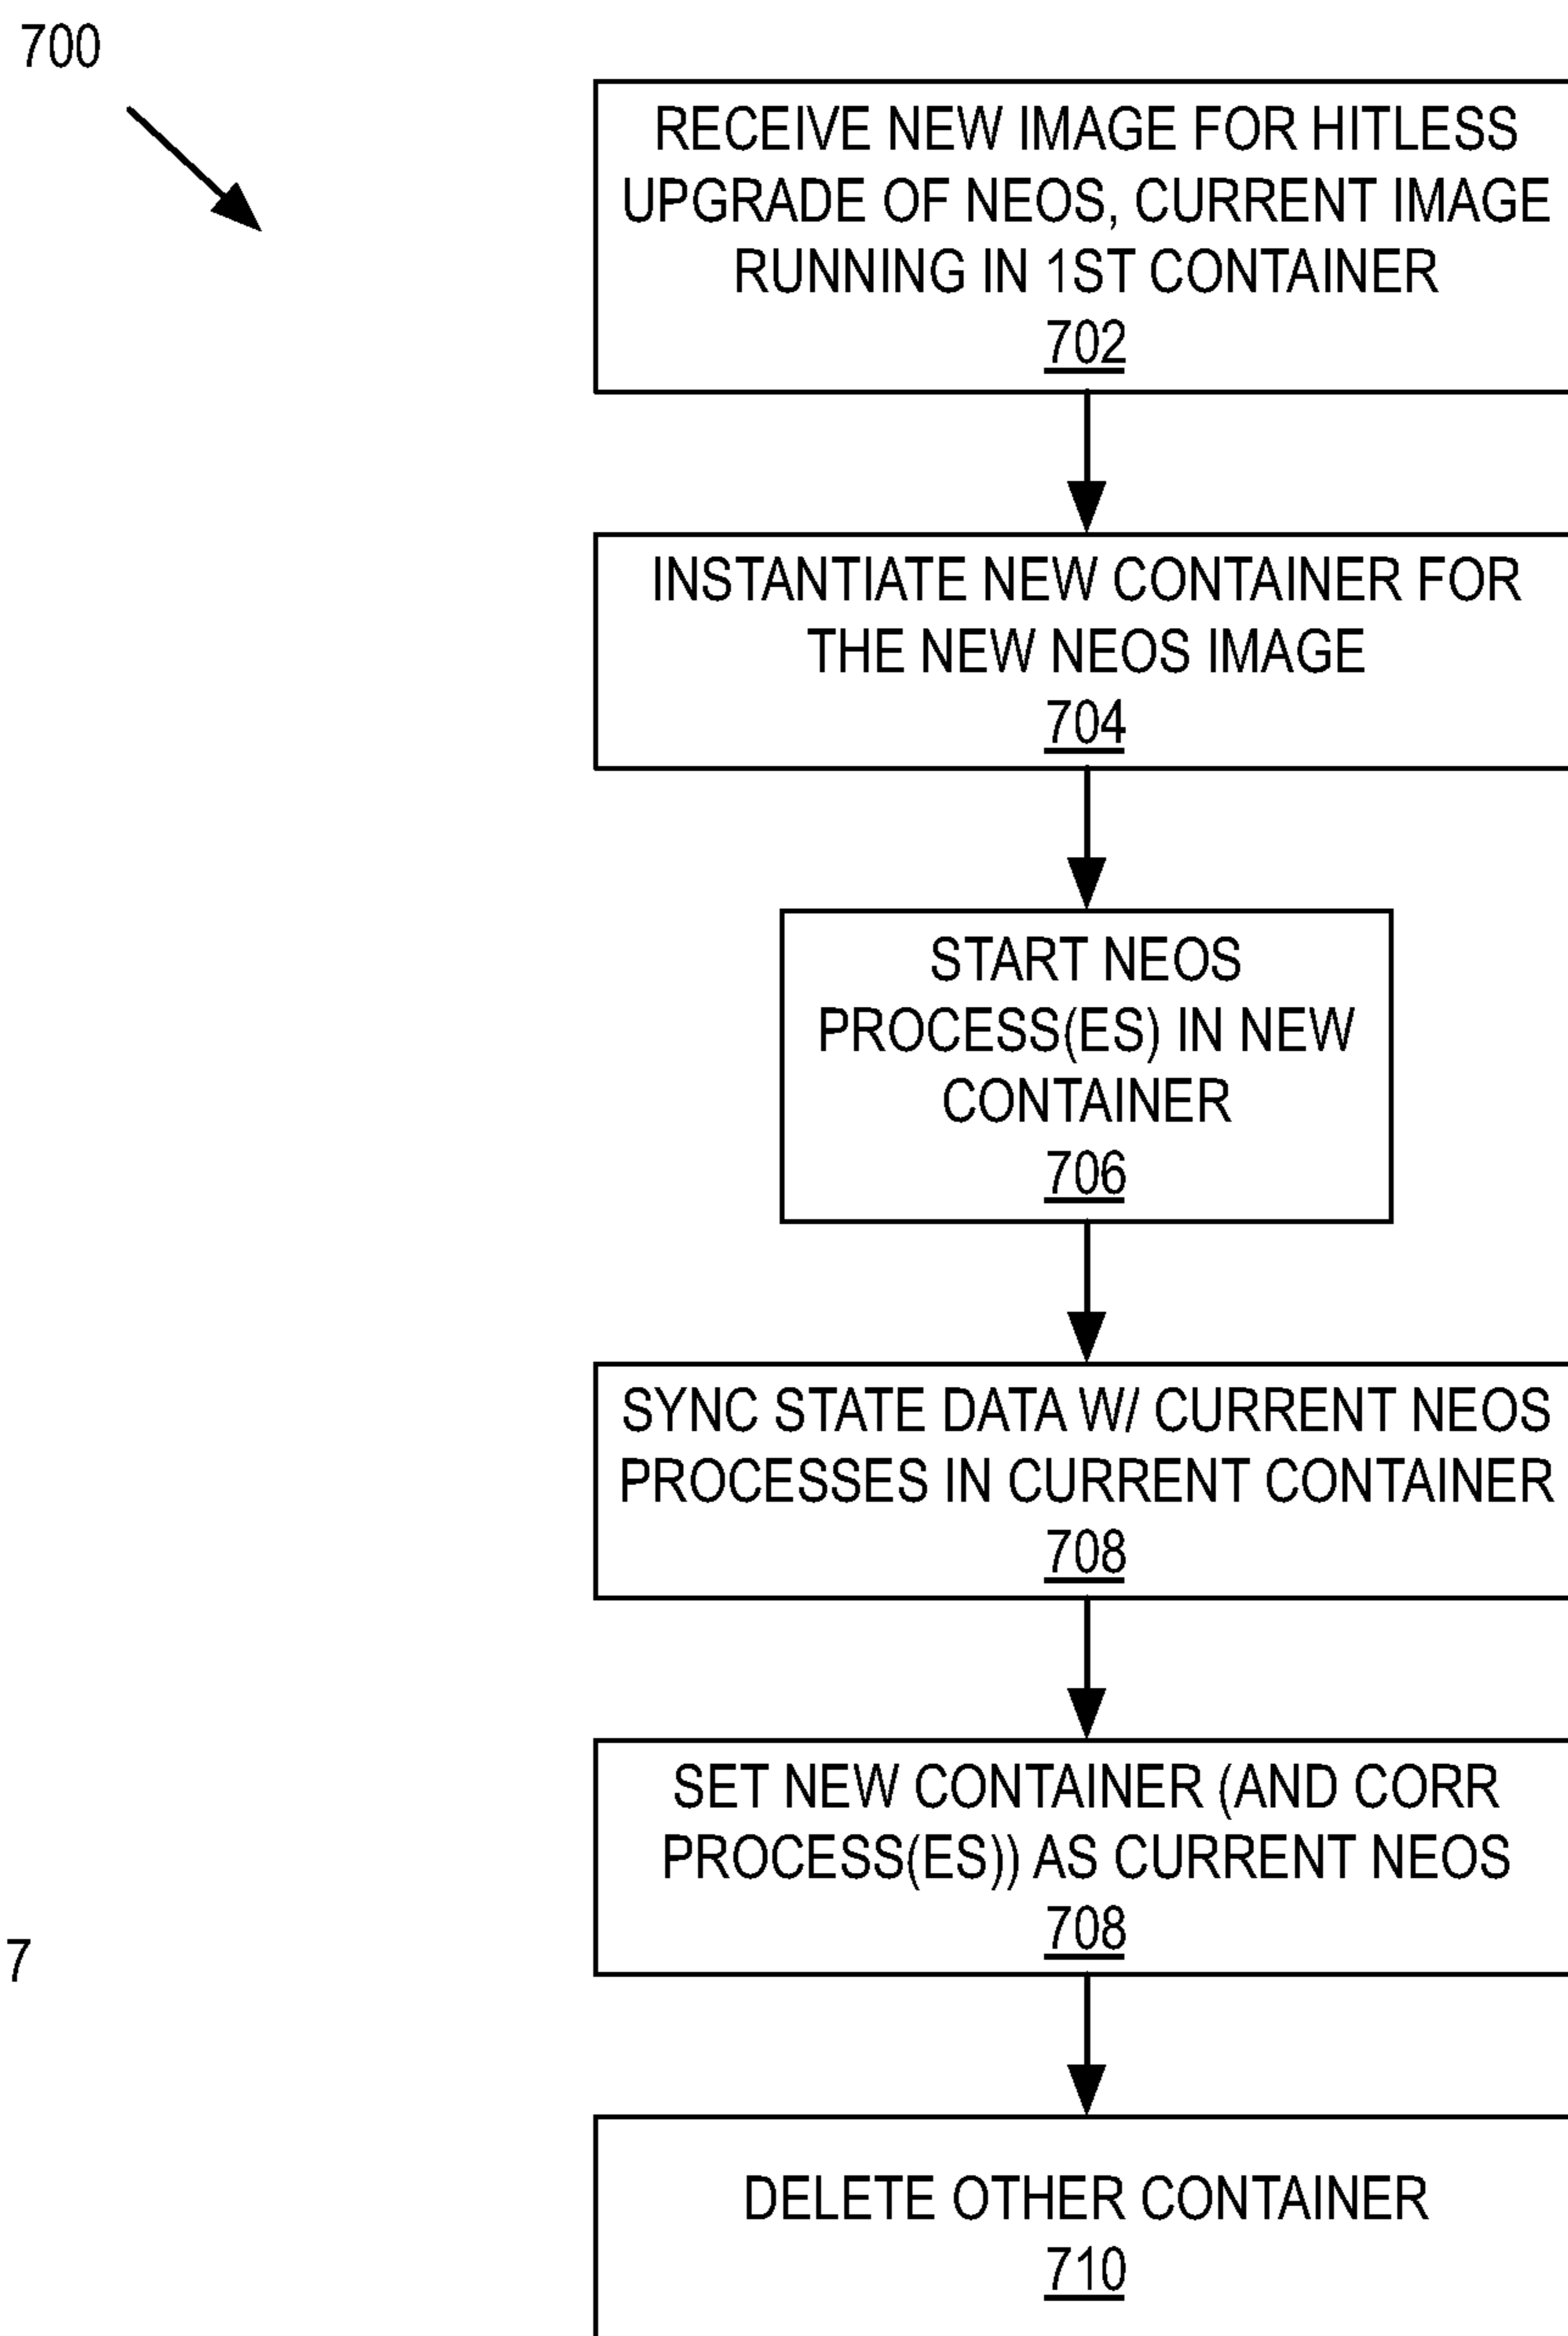 700
RECEIVE NEW IMAGE FOR HITLESS
UPGRADE OF NEOS, CURRENT IMAGE
RUNNING IN 1ST CONTAINER
702
INSTANTIATE NEW CONTAINER FOR
THE NEW NEOS IMAGE
704
START NEOS
PROCESS(ES) IN NEW
CONTAINER
706
SYNC STATE DATA W/ CURRENT NEOS
PROCESSES IN CURRENT CONTAINER
708
SET NEW CONTAINER (AND CORR
PROCESS(ES)) AS CURRENT NEOS
708
7
DELETE OTHER CONTAINER
710